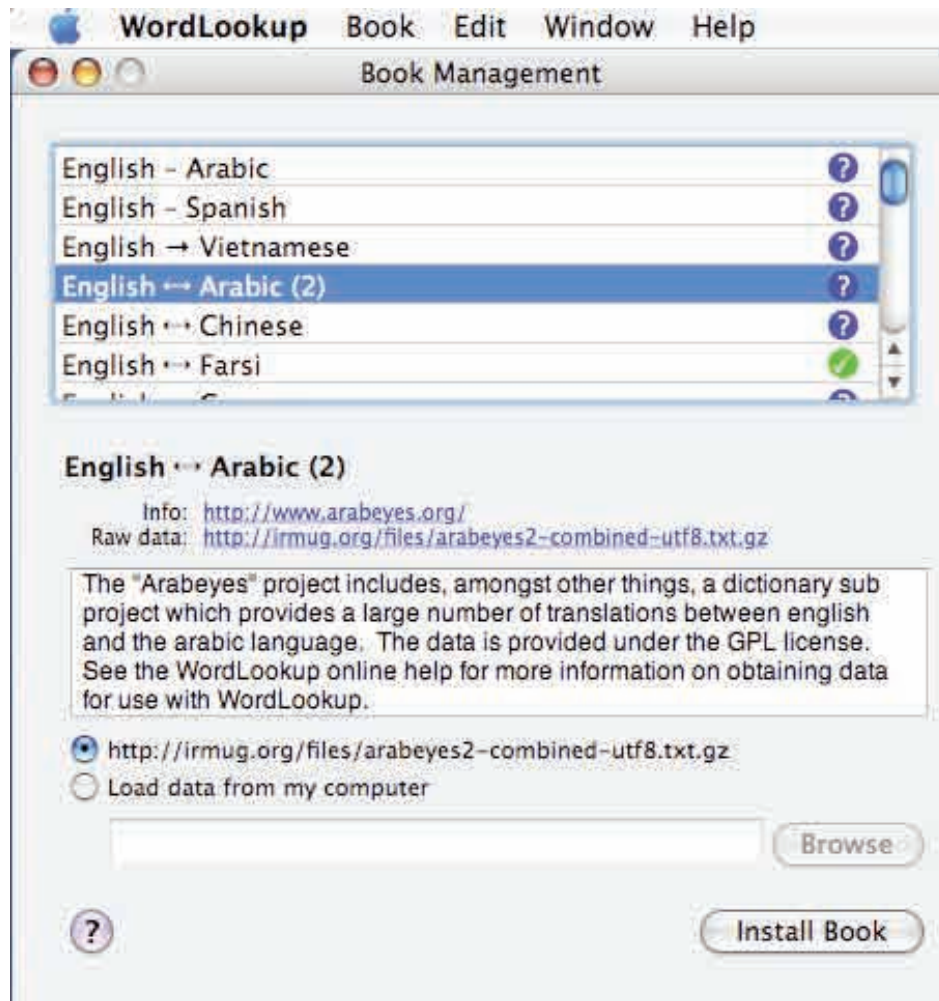 WordLookup Book Edit Window Help
Book Management
English – Arabic ?
English – Spanish ?
English → Vietnamese ?
English ↔ Arabic (2) ?
English ↔ Chinese ?
English ↔ Farsi
English ↔ Arabic (2)
Info: http://www.arabeyes.org/
Raw data: http://irmug.org/files/arabeyes2-combined-utf8.txt.gz
The "Arabeyes" project includes, amongst other things, a dictionary sub
project which provides a large number of translations between english
and the arabic language. The data is provided under the GPL license.
See the WordLookup online help for more information on obtaining data
for use with WordLookup.
http://irmug.org/files/arabeyes2-combined-utf8.txt.gz
Load data from my computer
Browse
? Install Book